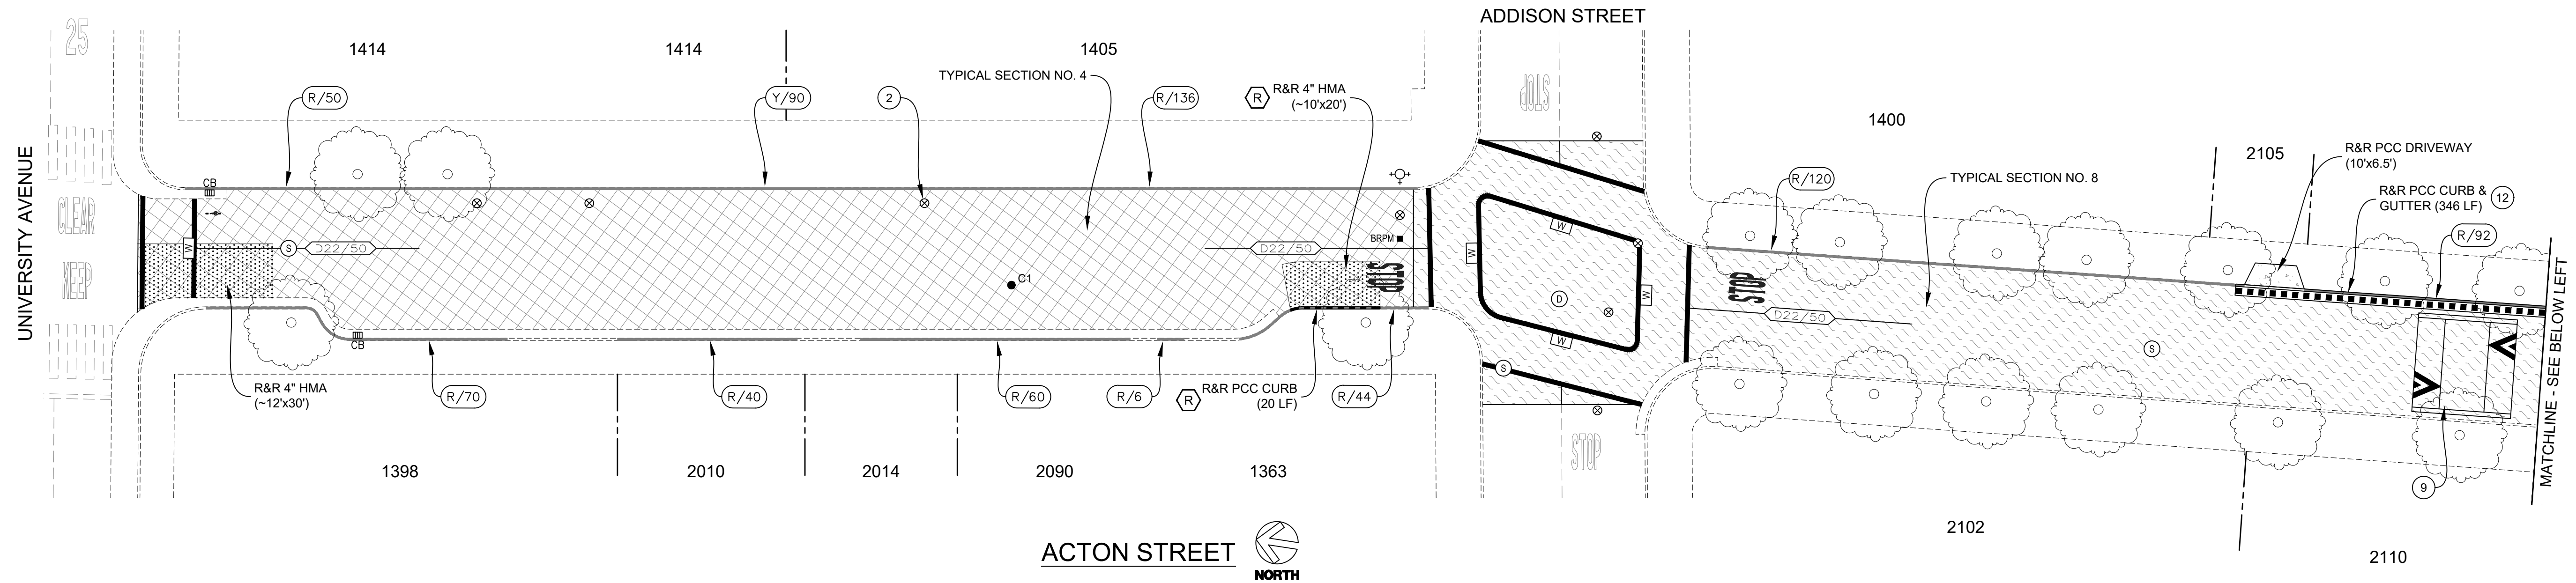 ADDISON STREET
25
1414
1414
1405
TYPICAL SECTION NO. 4
R/50
Y/90
2
R/136
R
R&R 4" HMA
(~10'x20')
STOP
1400
2105
R&R PCC DRIVEWAY
(10'x6.5')
R/120
TYPICAL SECTION NO. 8
R&R PCC CURB &
GUTTER (346 LF)
12
R/92
UNIVERSITY AVENUE
CLEAR
KEEP
CB
W
S
D22/50
D22/50
BRPM
STOP
C1
W
W
W
W
D
S
STOP
D22/50
S
MATCHLINE - SEE BELOW LEFT
CB
R&R 4" HMA
(~12'x30')
R/70
R/40
R/60
R/6
R
R&R PCC CURB
(20 LF)
R/44
STOP
9
1398
2010
2014
2090
1363
2102
2110
ACTON STREET
NORTH